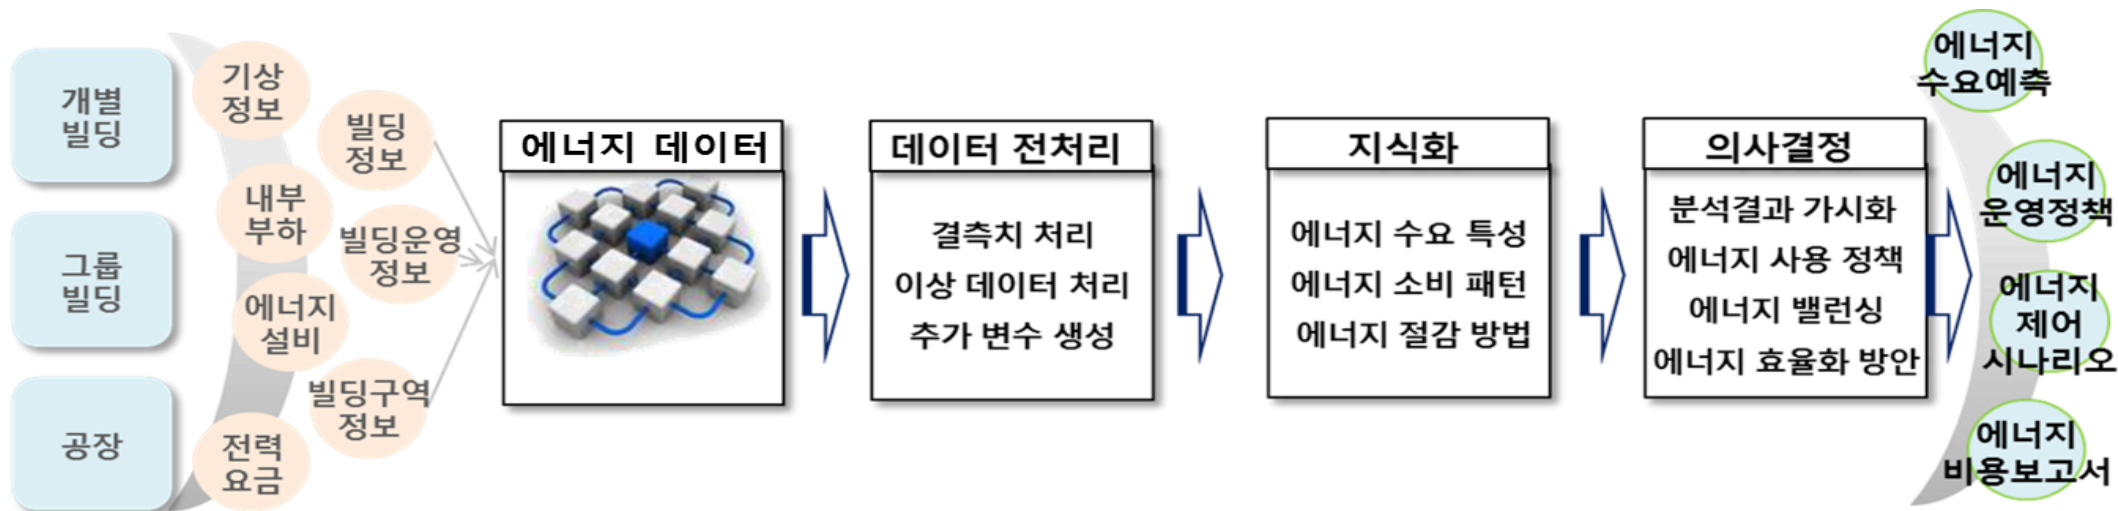 개별
빌딩
그룹
빌딩
공장
기상
정보
내부
부하
에너지
설비
전력
요금
빌딩
정보
빌딩운영
정보
빌딩구역
정보
에너지 데이터
데이터 전처리
결측치 처리
이상 데이터 처리
추가 변수 생성
지식화
에너지 수요 특성
에너지 소비 패턴
에너지 절감 방법
의사결정
분석결과 가시화
에너지 사용 정책
에너지 밸런싱
에너지 효율화 방안
에너지
수요예측
에너지
운영정책
에너지
제어
시나리오
에너지
비용보고서